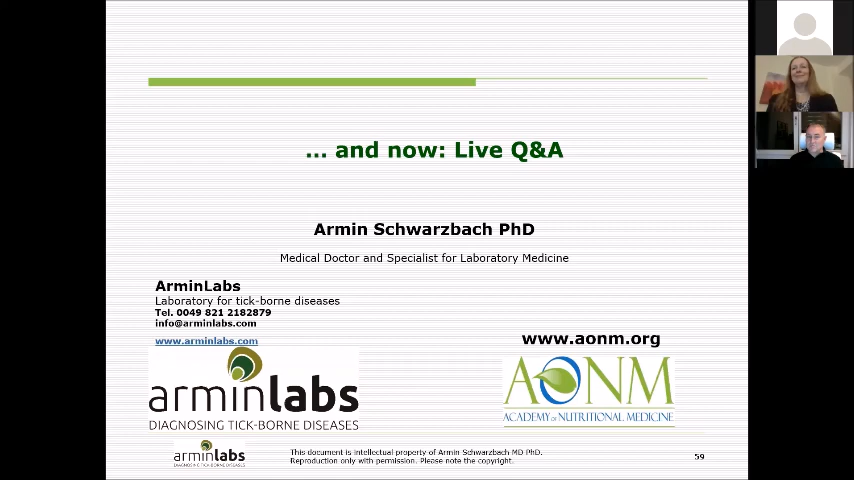 ... and now: Live Q&A
Armin Schwarzbach PhD
Medical Doctor and Specialist for Laboratory Medicine
ArminLabs
Laboratory for tick-borne diseases
Tel. 0049 821 2182879
info@arminlabs.com
www.arminlabs.com
www.aonm.org
arminlabs
DIAGNOSING TICK-BORNE DISEASES
AONM
ACADEMY OF NUTRITIONAL MEDICINE
arminlabs
DIAGNOSING TICK-BORNE DISEASES
This document is intellectual property of Armin Schwarzbach MD PhD.
Reproduction only with permission. Please note the copyright.
59